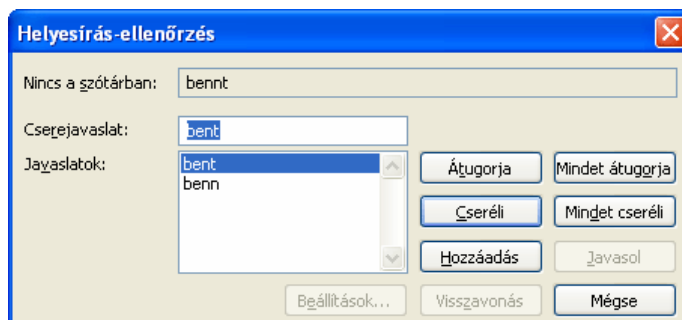 Helyesírás-ellenőrzés
Nincs a szótárban: bennt
Cserejavaslat: bent
Javaslatok: bent
benn
Átugorja Mindet átugorja
Cseréli Mindet cseréli
Hozzáadás Javasol
Beállítások... Visszavonás Mégse